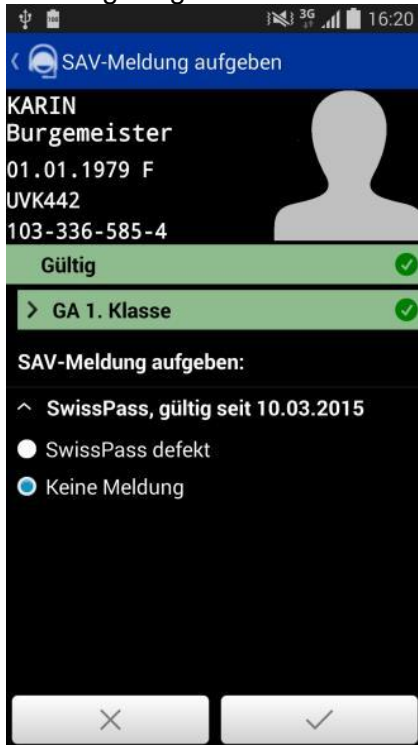 3G 16:20
SAV-Meldung aufgeben
KARIN
Burgemeister
01.01.1979 F
UVK442
103-336-585-4
Gültig
GA 1. Klasse
SAV-Meldung aufgeben:
SwissPass, gültig seit 10.03.2015
SwissPass defekt
Keine Meldung